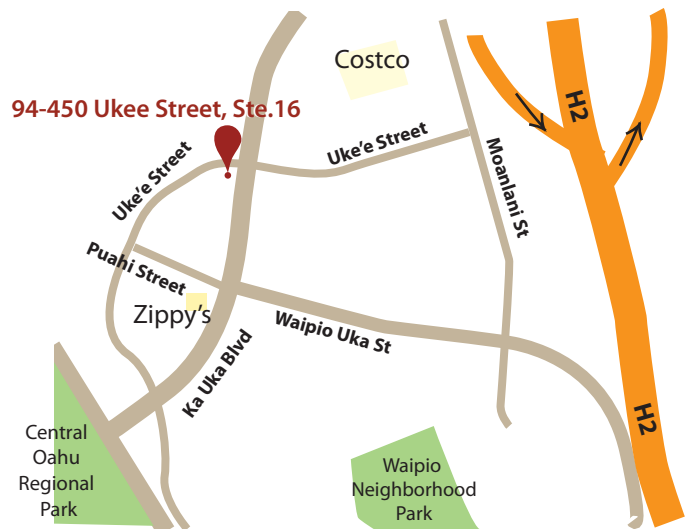 Costco
H2
94-450 Ukee Street, Ste.16
Uke’e Street
Uke’e Street
Moanlani St
Puahi Street
Zippy’s
Waipio Uka St
Ka Uka Blvd
H2
Central
Oahu
Regional
Park
Waipio
Neighborhood
Park